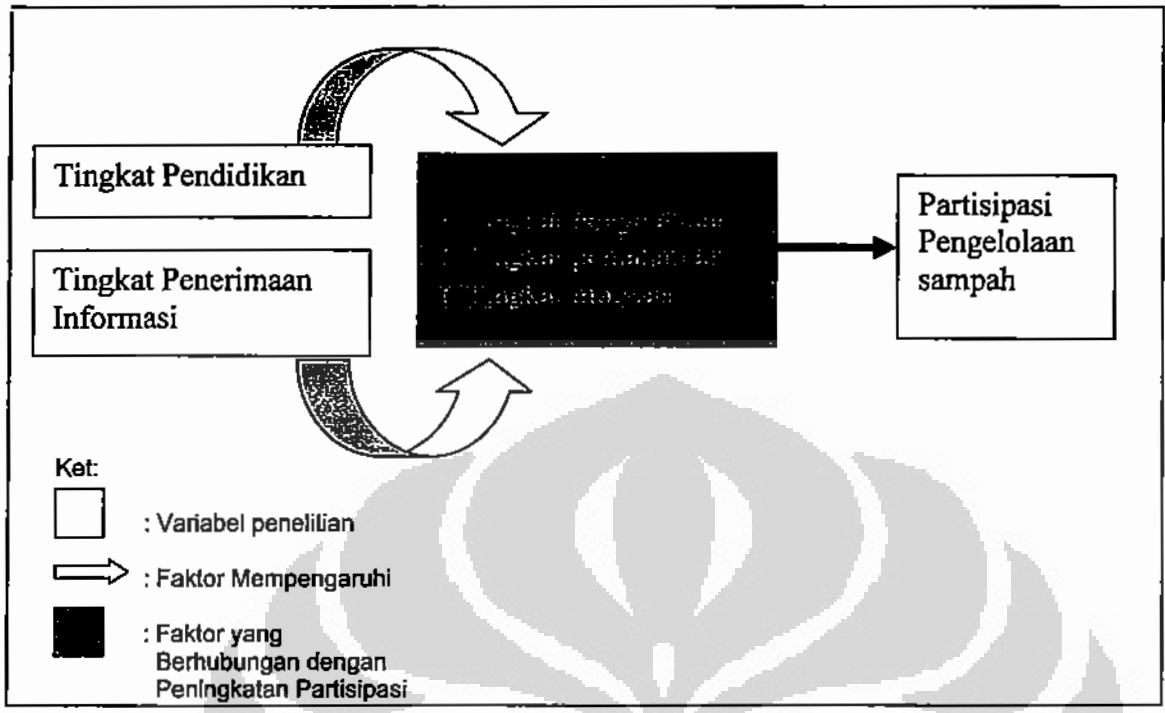 Tingkat Pendidikan
Tingkat Penerimaan
Informasi
Tingkat
Partisipasi
Pengelolaan
sampah
Ket:
: Variabel penelitian
: Faktor Mempengaruhi
: Faktor yang
Berhubungan dengan
Peningkatan Partisipasi